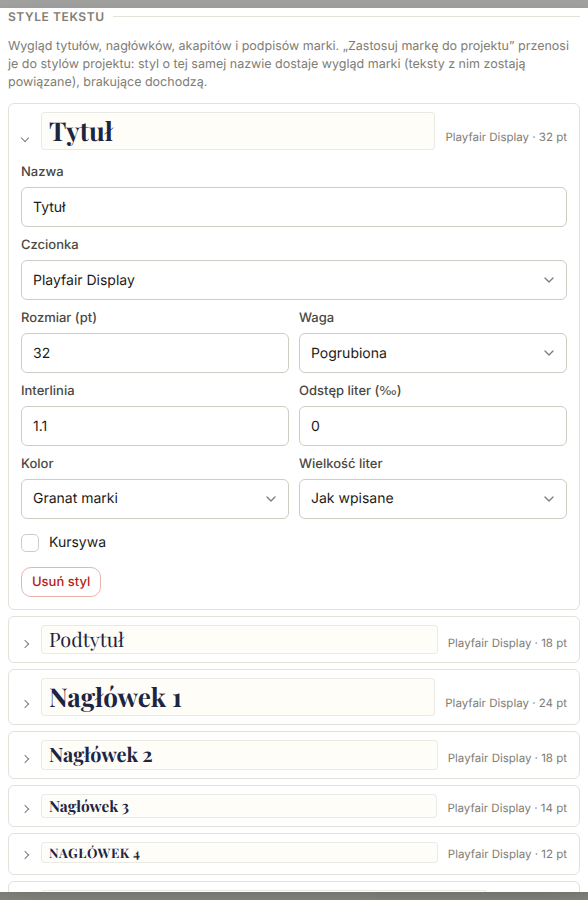 STYLE TEKSTU
Wygląd tytułów, nagłówków, akapitów i podpisów marki. „Zastosuj markę do projektu” przenosi
je do stylów projektu: styl o tej samej nazwie dostaje wygląd marki (teksty z nim zostają
powiązane), brakujące dochodzą.
Tytuł
Playfair Display · 32 pt
Nazwa
Tytuł
Czcionka
Playfair Display
Rozmiar (pt)
Waga
32
Pogrubiona
Interlinia
Odstęp liter (‰)
1.1
0
Kolor
Wielkość liter
Granat marki
Jak wpisane
Kursywa
Usuń styl
Podtytuł
Playfair Display · 18 pt
Nagłówek 1
Playfair Display · 24 pt
Nagłówek 2
Playfair Display · 18 pt
Nagłówek 3
Playfair Display · 14 pt
NAGŁÓWEK 4
Playfair Display · 12 pt